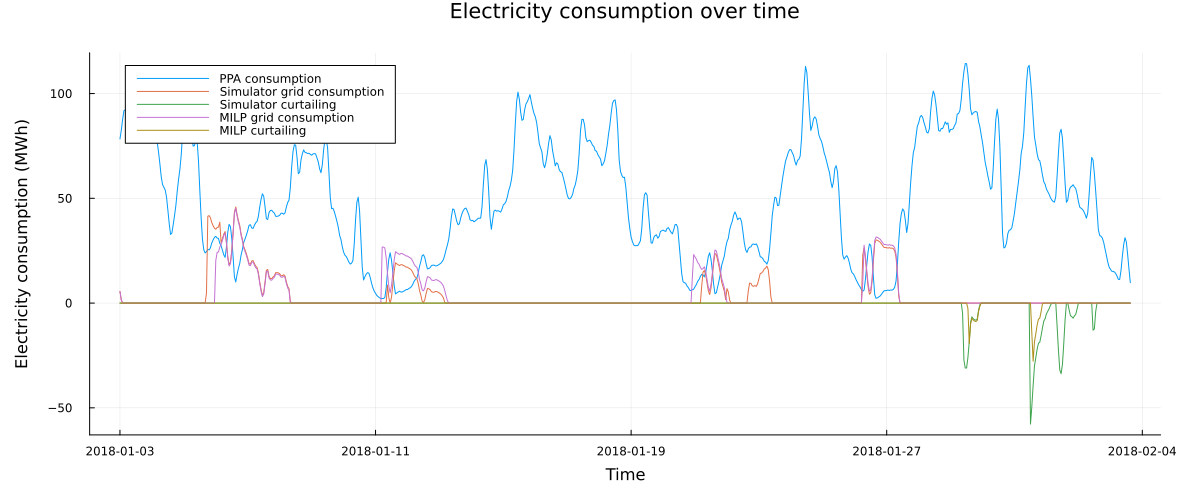 Electricity consumption over time
PPA consumption
Simulator grid consumption
Simulator curtailing
MILP grid consumption
MILP curtailing
Electricity consumption (MWh)
100
50
0
−50
2018-01-03
2018-01-11
2018-01-19
2018-01-27
2018-02-04
Time